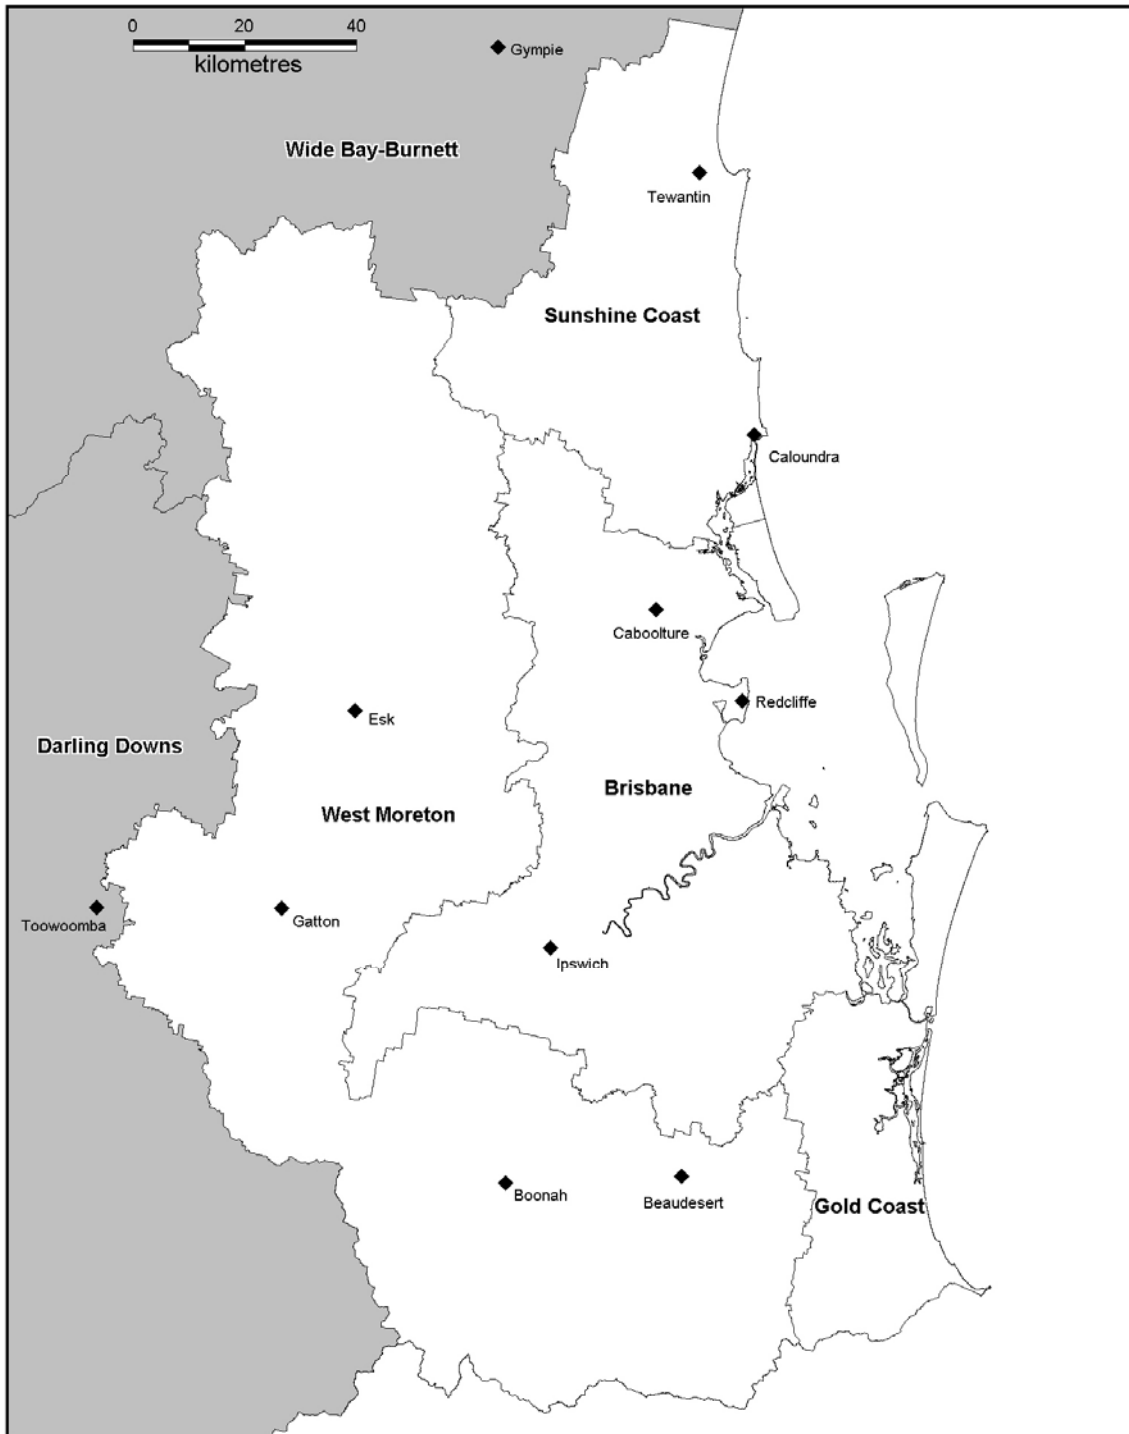 0 20 40
kilometres
Gympie
Wide Bay-Burnett
Tewantin
Sunshine Coast
Caloundra
Caboolture
Redcliffe
Esk
Darling Downs
Brisbane
West Moreton
Toowoomba
Gatton
Ipswich
Boonah
Beaudesert
Gold Coast